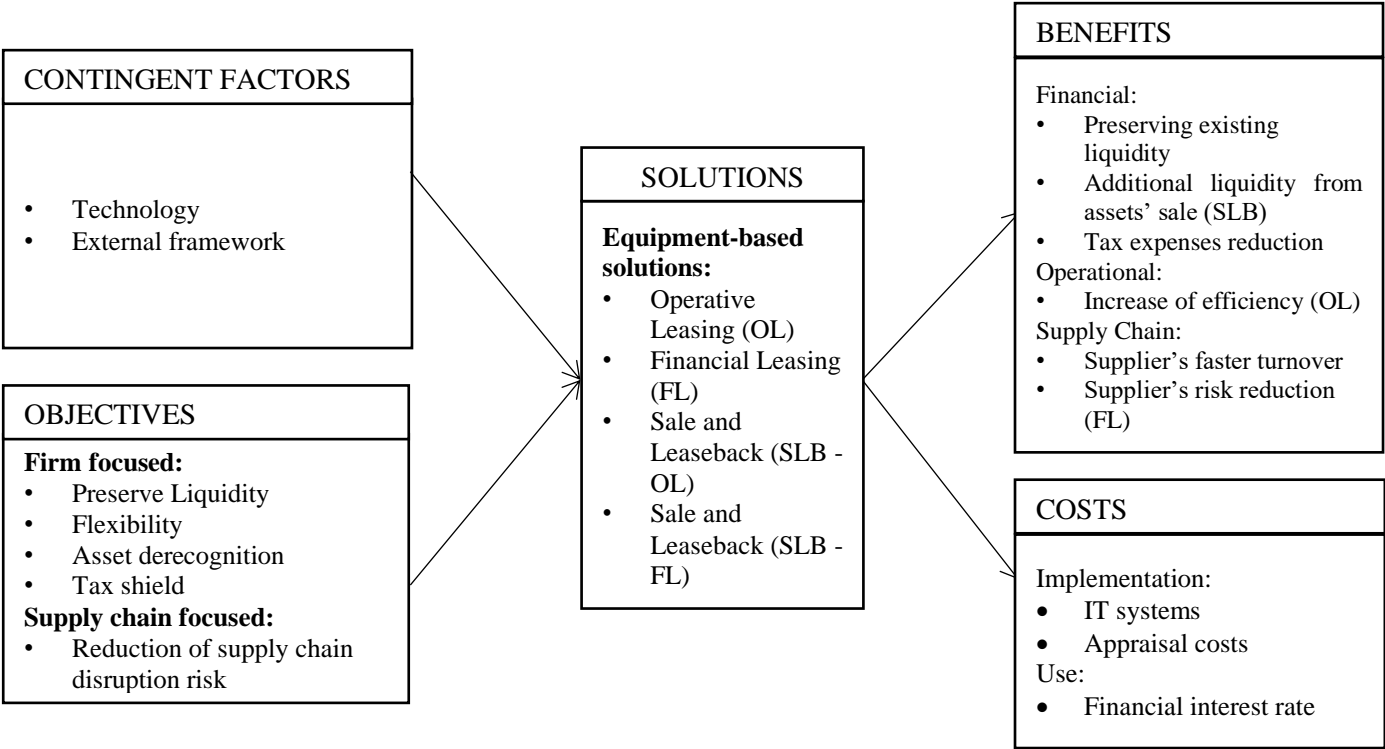 CONTINGENT FACTORS
• Technology
• External framework
OBJECTIVES
Firm focused:
• Preserve Liquidity
• Flexibility
• Asset derecognition
• Tax shield
Supply chain focused:
• Reduction of supply chain
disruption risk
SOLUTIONS
Equipment-based
solutions:
• Operative
Leasing (OL)
• Financial Leasing
(FL)
• Sale and
Leaseback (SLB -
OL)
• Sale and
Leaseback (SLB -
FL)
BENEFITS
Financial:
• Preserving existing
liquidity
• Additional liquidity from
assets’ sale (SLB)
• Tax expenses reduction
Operational:
• Increase of efficiency (OL)
Supply Chain:
• Supplier’s faster turnover
• Supplier’s risk reduction
(FL)
COSTS
Implementation:
• IT systems
• Appraisal costs
Use:
• Financial interest rate